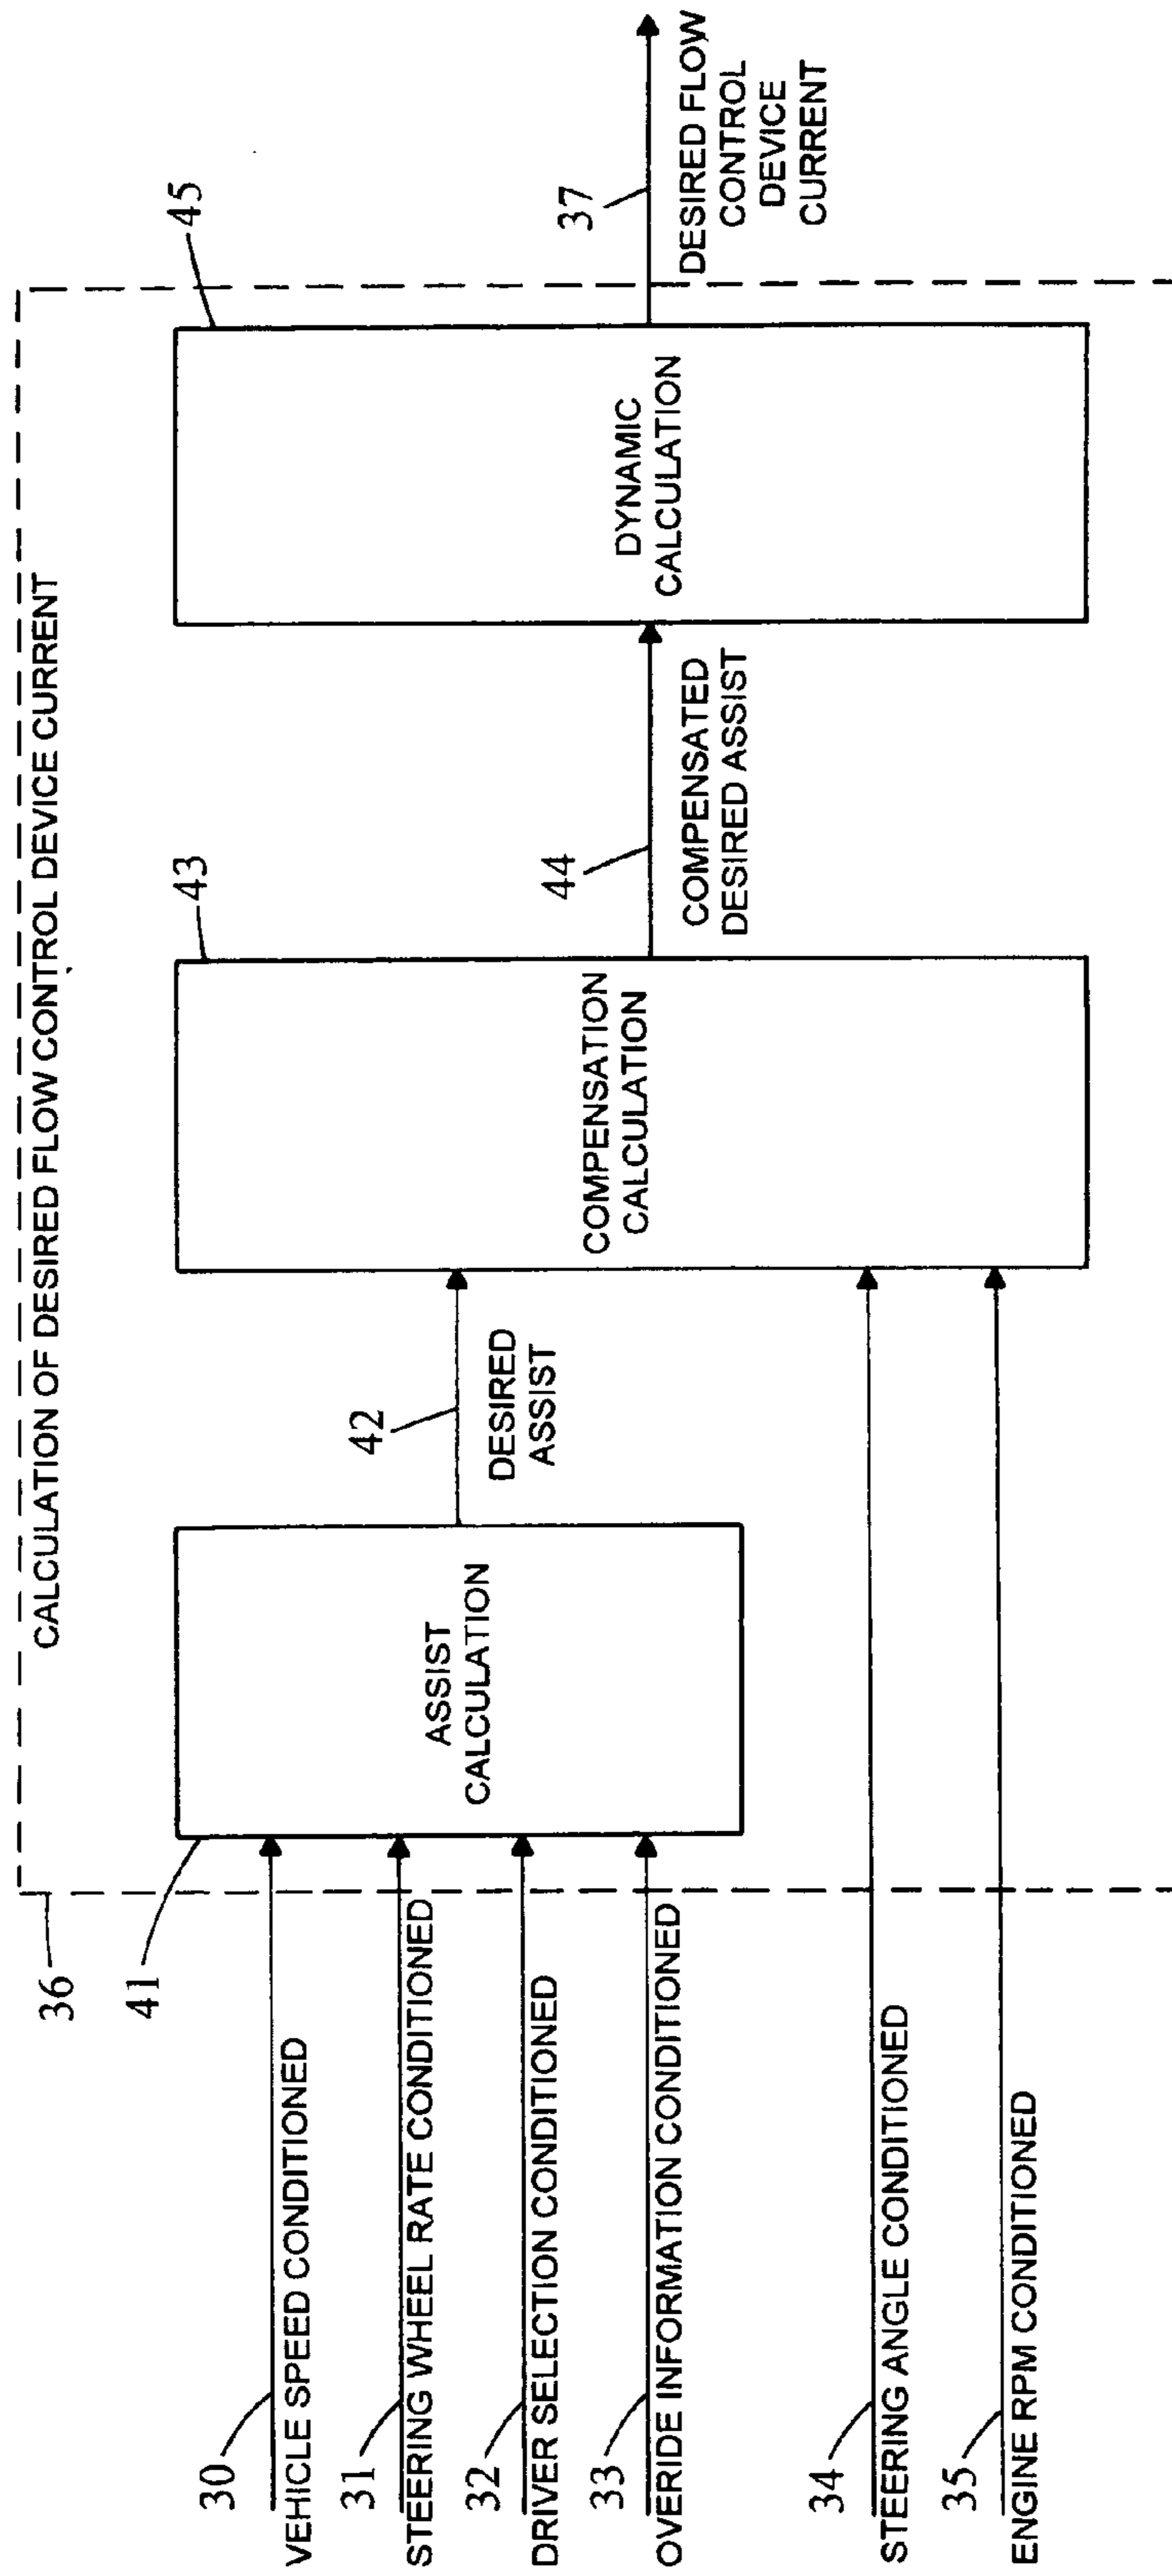 CALCULATION OF DESIRED FLOW CONTROL DEVICE CURRENT
36
41
43
45
30
VEHICLE SPEED CONDITIONED
31
STEERING WHEEL RATE CONDITIONED
32
DRIVER SELECTION CONDITIONED
33
OVERIDE INFORMATION CONDITIONED
34
STEERING ANGLE CONDITIONED
35
ENGINE RPM CONDITIONED
ASSIST
CALCULATION
42
DESIRED
ASSIST
COMPENSATION
CALCULATION
44
COMPENSATED
DESIRED ASSIST
DYNAMIC
CALCULATION
37
DESIRED FLOW
CONTROL
DEVICE
CURRENT